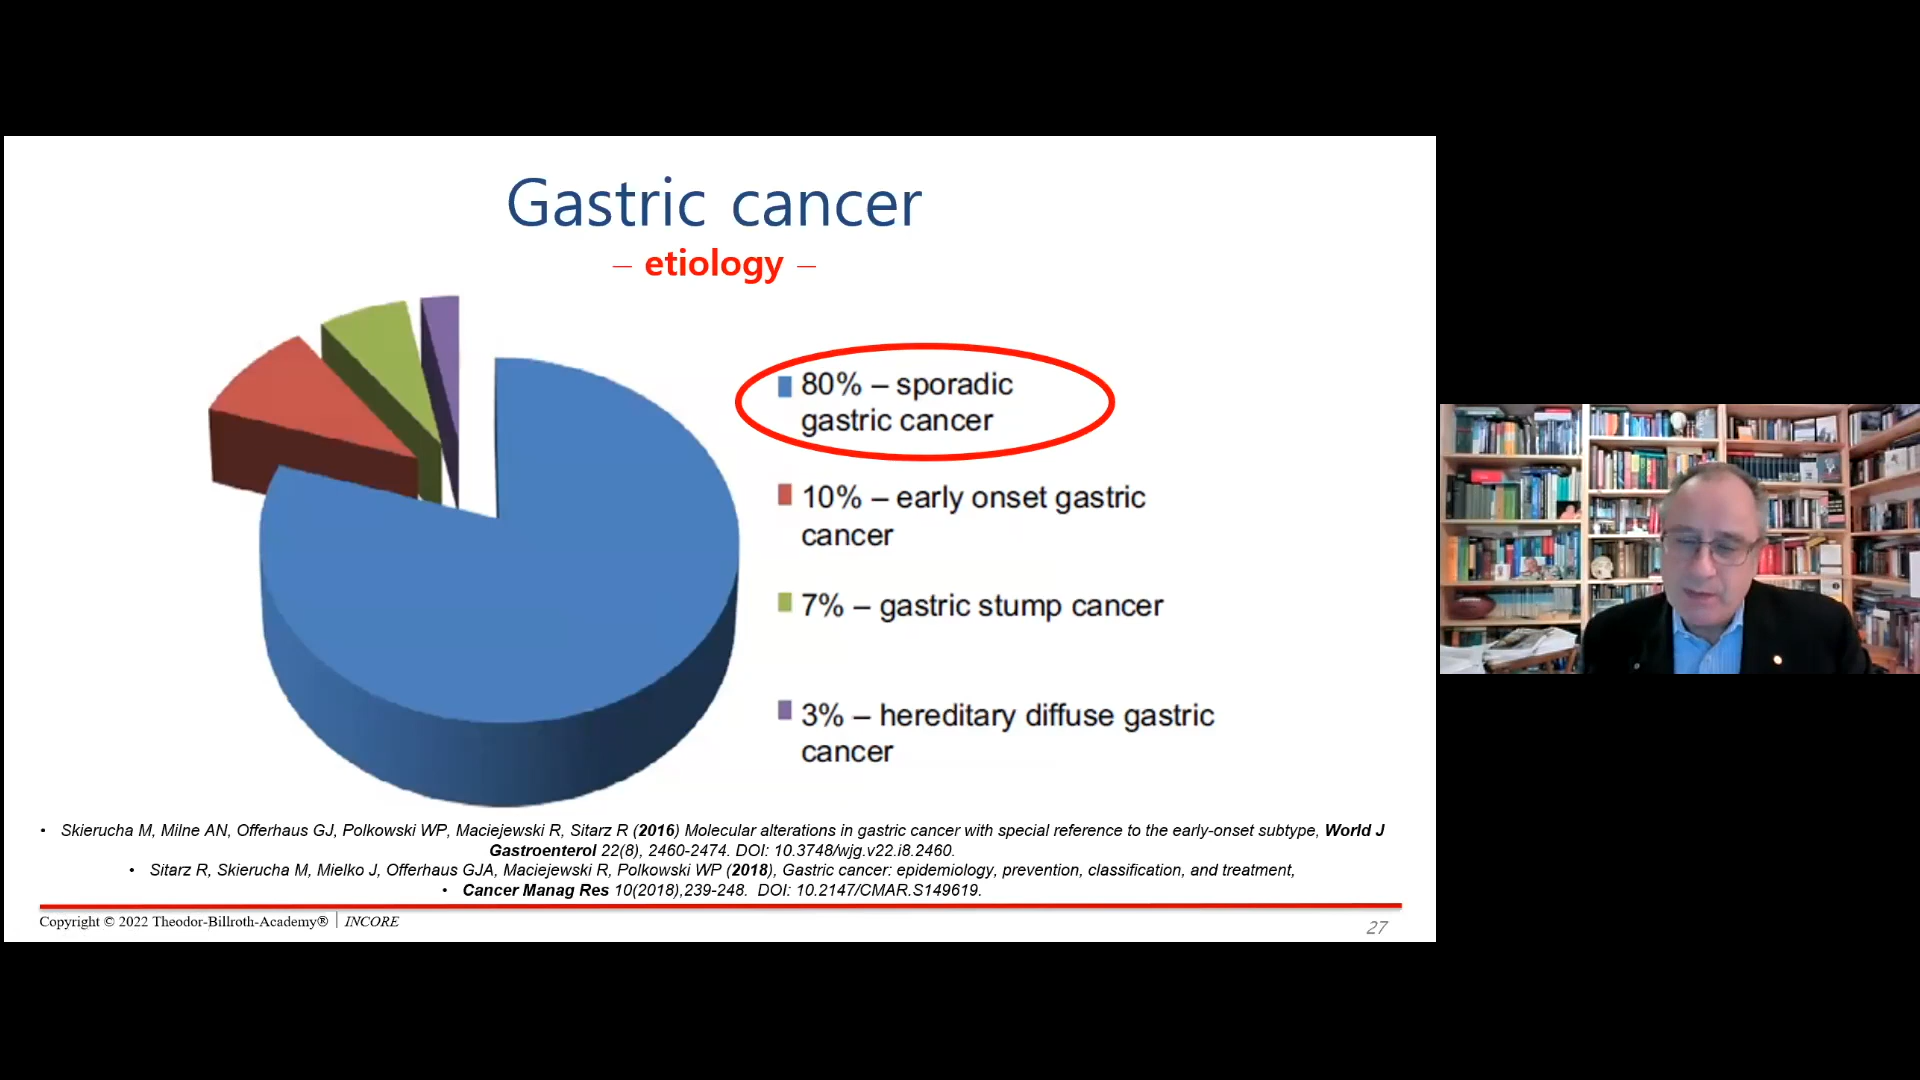 Gastric cancer
– etiology –
80% – sporadic
gastric cancer
10% – early onset gastric
cancer
7% – gastric stump cancer
3% – hereditary diffuse gastric
cancer
• Skierucha M, Milne AN, Offerhaus GJ, Polkowski WP, Maciejewski R, Sitarz R (2016) Molecular alterations in gastric cancer with special reference to the early-onset subtype, World J
Gastroenterol 22(8), 2460-2474. DOI: 10.3748/wjg.v22.i8.2460.
• Sitarz R, Skierucha M, Mielko J, Offerhaus GJA, Maciejewski R, Polkowski WP (2018), Gastric cancer: epidemiology, prevention, classification, and treatment,
• Cancer Manag Res 10(2018),239-248. DOI: 10.2147/CMAR.S149619.
Copyright © 2022 Theodor-Billroth-Academy® | INCORE
27